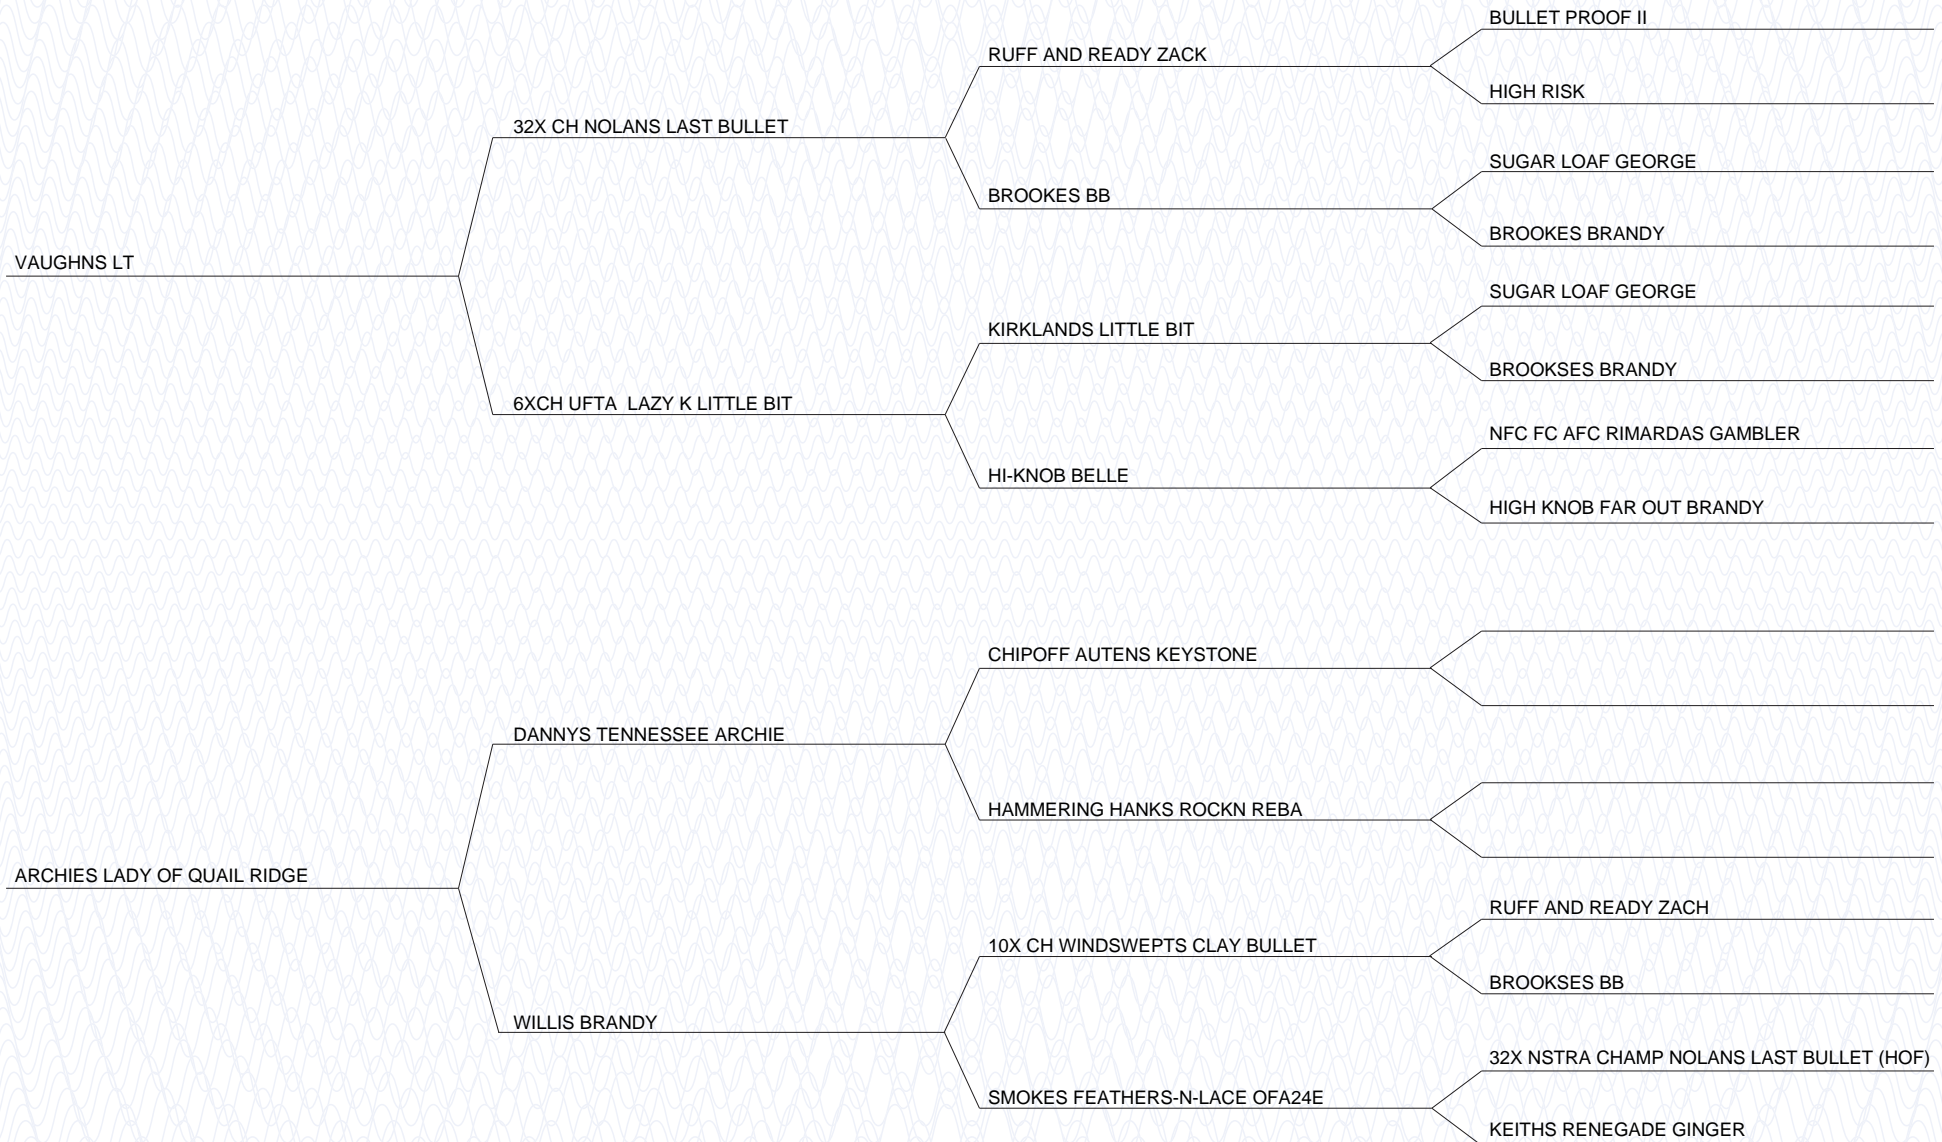 BULLET PROOF II
RUFF AND READY ZACK
HIGH RISK
32X CH NOLANS LAST BULLET
SUGAR LOAF GEORGE
BROOKES BB
BROOKES BRANDY
VAUGHNS LT
SUGAR LOAF GEORGE
KIRKLANDS LITTLE BIT
BROOKSES BRANDY
6XCH UFTA  LAZY K LITTLE BIT
NFC FC AFC RIMARDAS GAMBLER
HI-KNOB BELLE
HIGH KNOB FAR OUT BRANDY
CHIPOFF AUTENS KEYSTONE
DANNYS TENNESSEE ARCHIE
HAMMERING HANKS ROCKN REBA
ARCHIES LADY OF QUAIL RIDGE
RUFF AND READY ZACH
10X CH WINDSWEPTS CLAY BULLET
BROOKSES BB
WILLIS BRANDY
32X NSTRA CHAMP NOLANS LAST BULLET (HOF)
SMOKES FEATHERS-N-LACE OFA24E
KEITHS RENEGADE GINGER